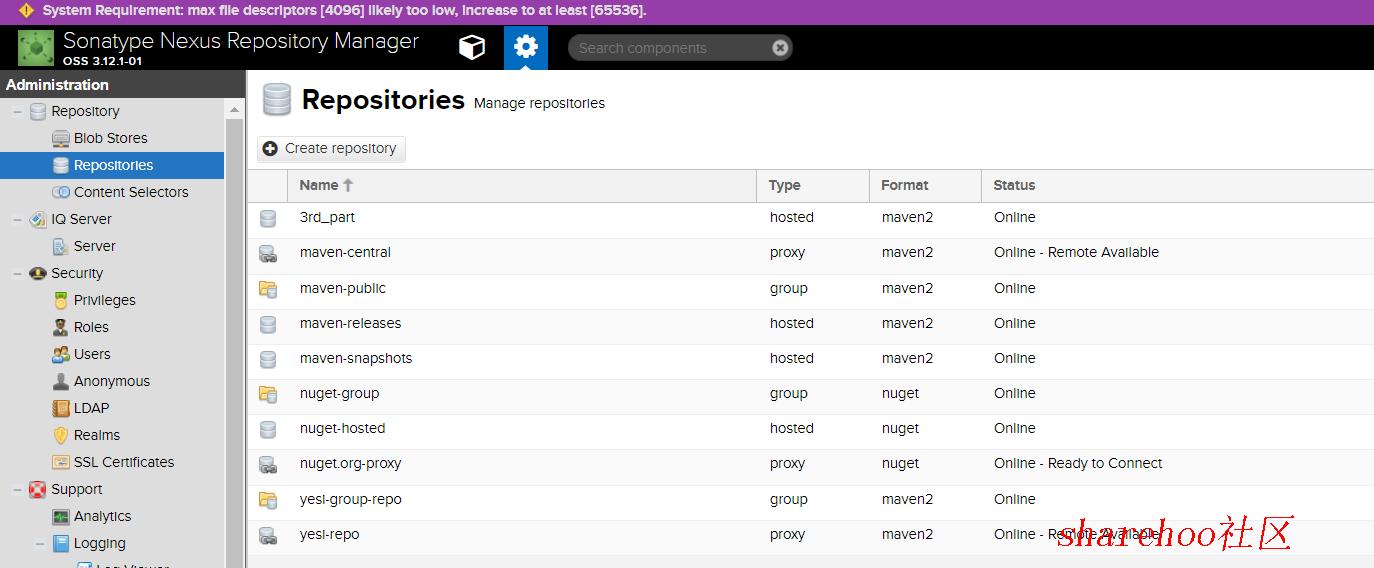 System Requirement: max file descriptors [4096] likely too low, increase to at least [65536].
Sonatype Nexus Repository Manager
OSS 3.12.1-01
Search components
Administration
Repository
Blob Stores
Repositories
Content Selectors
IQ Server
Server
Security
Privileges
Roles
Users
Anonymous
LDAP
Realms
SSL Certificates
Support
Analytics
Logging
Log Viewer
Repositories Manage repositories
Create repository
Name Type Format Status
3rd_part hosted maven2 Online
maven-central proxy maven2 Online - Remote Available
maven-public group maven2 Online
maven-releases hosted maven2 Online
maven-snapshots hosted maven2 Online
nuget-group group nuget Online
nuget-hosted hosted nuget Online
nuget.org-proxy proxy nuget Online - Ready to Connect
yesl-group-repo group maven2 Online
yesl-repo proxy maven2 Online - Remote Available
sharehoo社区